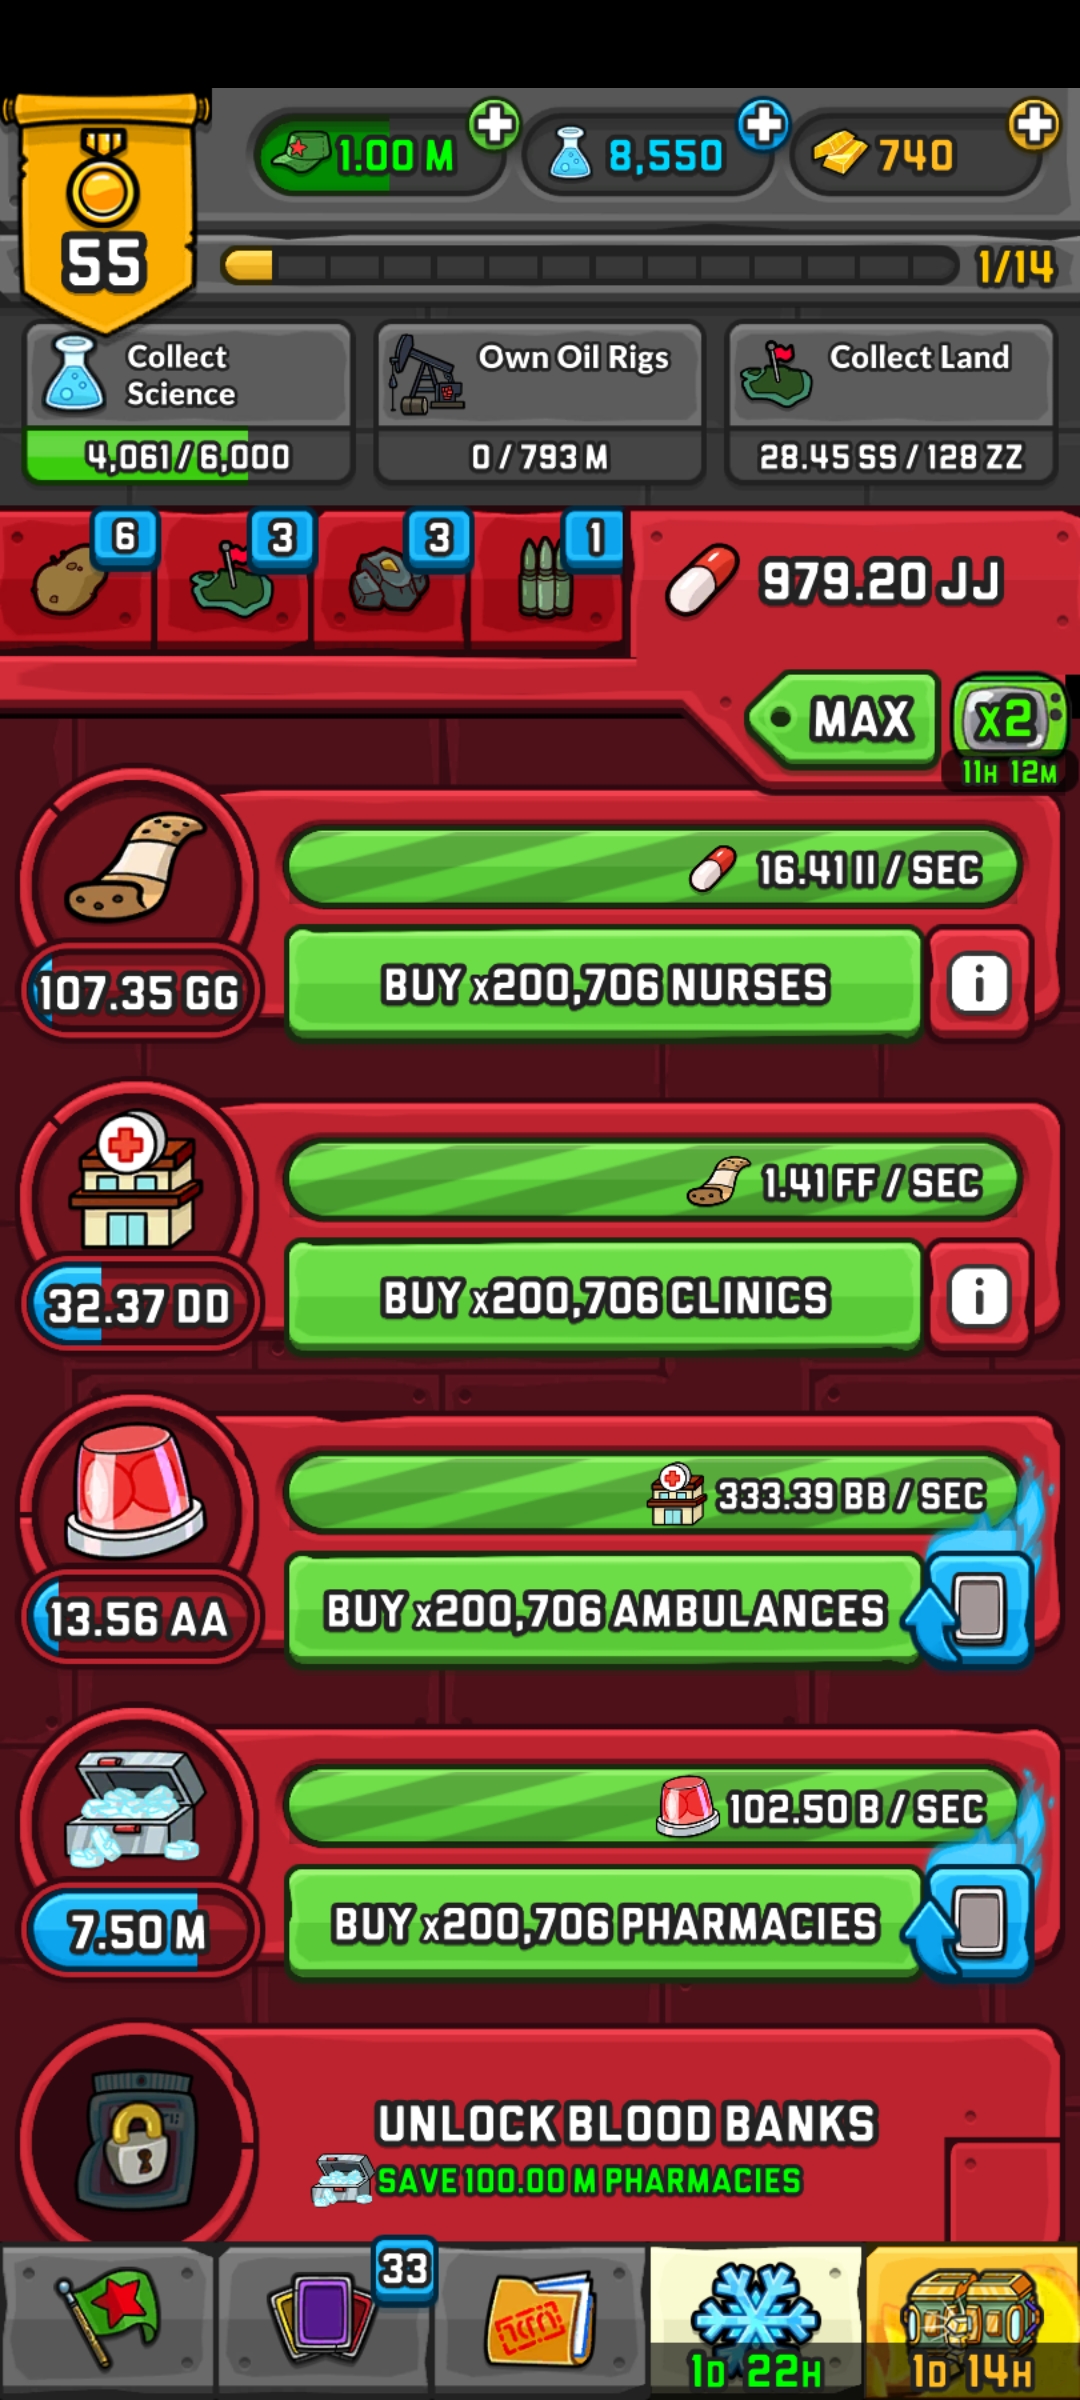 1.00 M
8,550
740
55
1/14
Collect
Science
4,061/6,000
Own Oil Rigs
0/793 M
Collect Land
28.45 SS/128 ZZ
6
3
3
1
979.20 JJ
MAX
x2
11H 12M
16.41 II/SEC
107.35 GG
BUY x200,706 NURSES
i
1.41 FF/SEC
32.37 DD
BUY x200,706 CLINICS
i
333.39 BB/SEC
13.56 AA
BUY x200,706 AMBULANCES
102.50 B/SEC
7.50 M
BUY x200,706 PHARMACIES
UNLOCK BLOOD BANKS
SAVE 100.00 M PHARMACIES
33
1D 22H
1D 14H